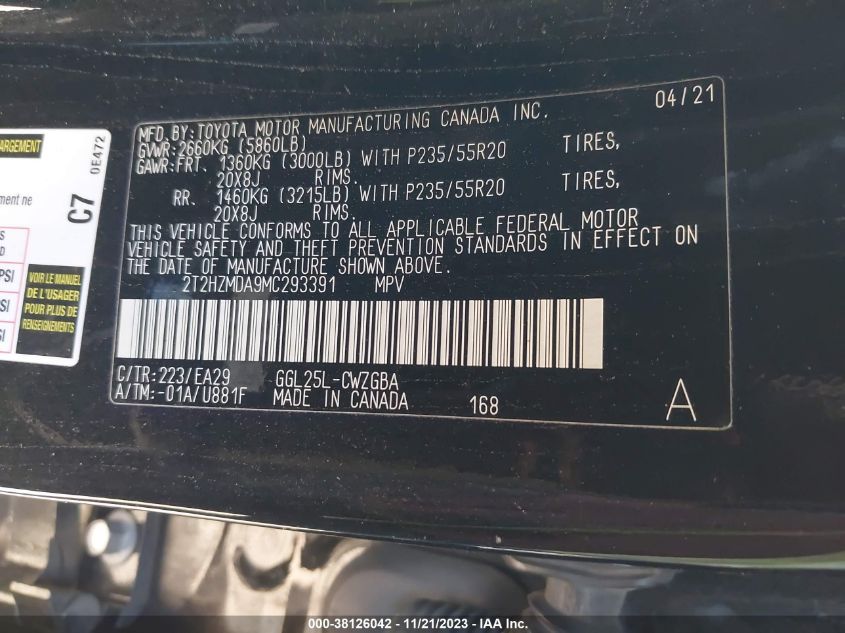 04/21
MFD.BY:TOYOTA MOTOR MANUFACTURING CANADA INC.
GVWR:2660KG (5860LB)
GAWR:FRT. 1360KG (3000LB) WITH P235/55R20 TIRES,
20X8J RIMS.
RR. 1460KG (3215LB) WITH P235/55R20 TIRES,
20X8J RIMS.
THIS VEHICLE CONFORMS TO ALL APPLICABLE FEDERAL MOTOR
VEHICLE SAFETY AND THEFT PREVENTION STANDARDS IN EFFECT ON
THE DATE OF MANUFACTURE SHOWN ABOVE.
2T2HZMDA9MC293391 MPV
C/TR:223/EA29 GGL25L-CWZGBA
A/TM:-01A/U881F MADE IN CANADA 168 A
ment ne
C7
0E472
PSI
VOIR LE MANUEL
DE L'USAGER
POUR PLUS DE
RENSEIGNEMENTS
000-38126042 - 11/21/2023 - IAA Inc.